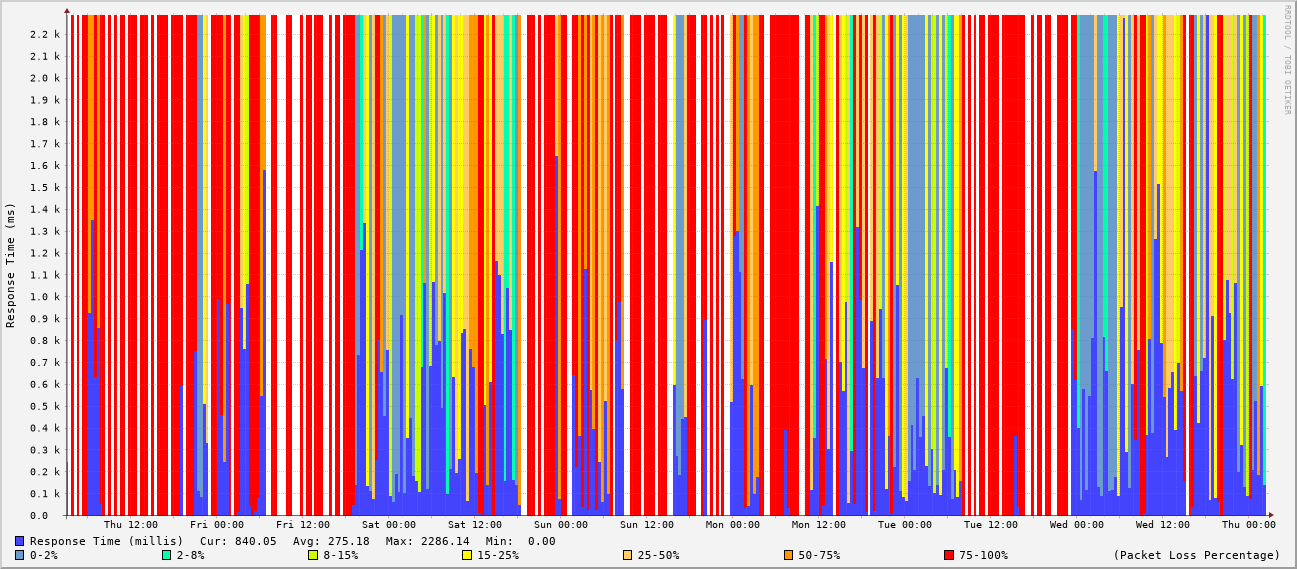 RRDTOOL / TOBI OETIKER
Response Time (ms)
2.2 k
2.1 k
2.0 k
1.9 k
1.8 k
1.7 k
1.6 k
1.5 k
1.4 k
1.3 k
1.2 k
1.1 k
1.0 k
0.9 k
0.8 k
0.7 k
0.6 k
0.5 k
0.4 k
0.3 k
0.2 k
0.1 k
0.0
Thu 12:00 Fri 00:00 Fri 12:00 Sat 00:00 Sat 12:00 Sun 00:00 Sun 12:00 Mon 00:00 Mon 12:00 Tue 00:00 Tue 12:00 Wed 00:00 Wed 12:00 Thu 00:00
Response Time (millis) Cur: 840.05 Avg: 275.18 Max: 2286.14 Min: 0.00
0-2% 2-8% 8-15% 15-25% 25-50% 50-75% 75-100% (Packet Loss Percentage)